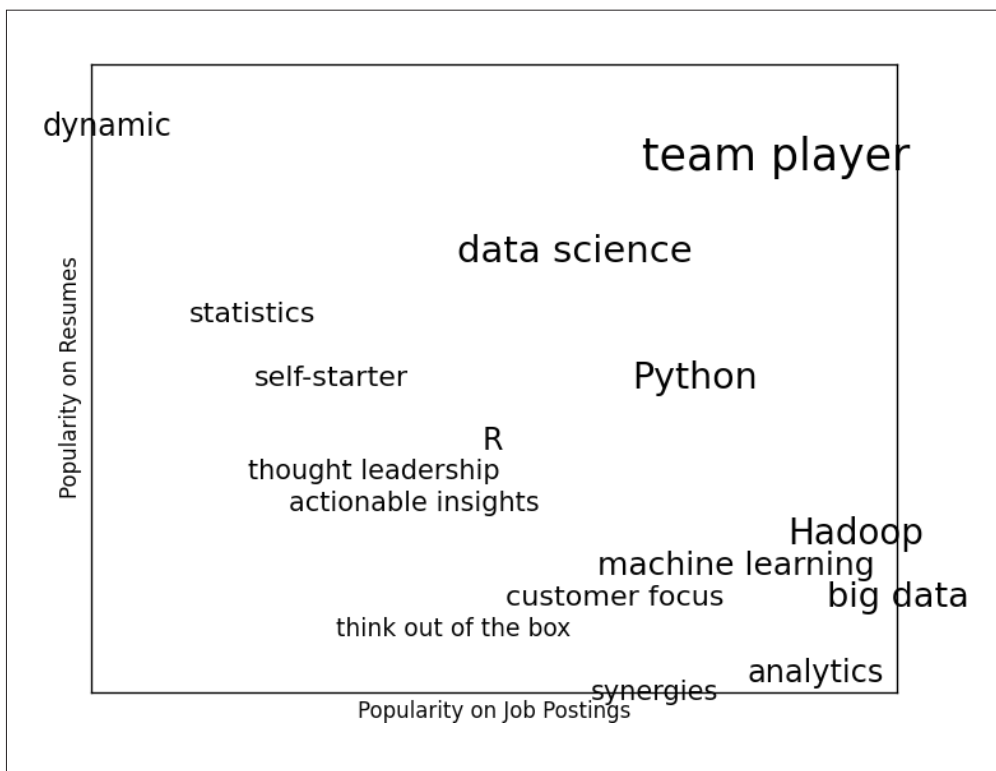 dynamic
team player
data science
statistics
self-starter
Python
R
thought leadership
actionable insights
Hadoop
machine learning
customer focus
big data
think out of the box
analytics
synergies
Popularity on Resumes
Popularity on Job Postings